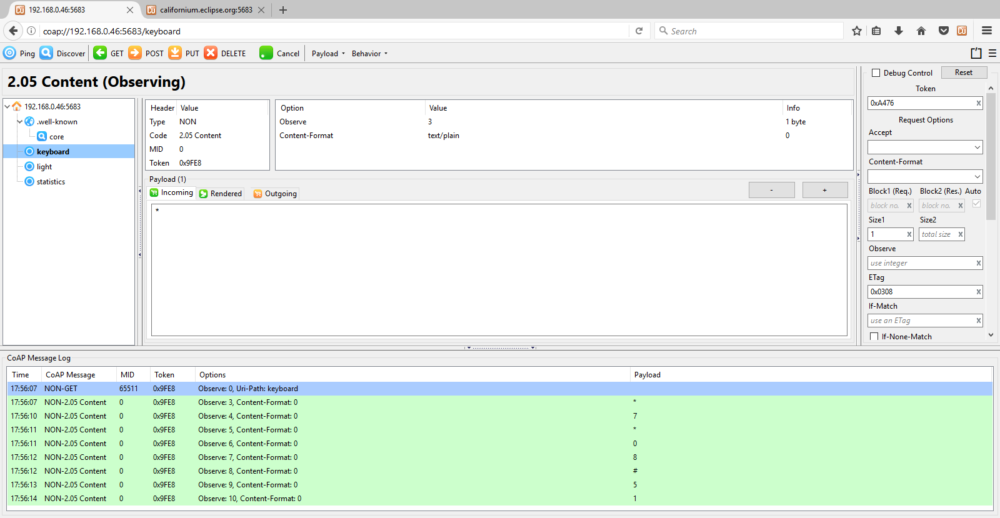 192.168.0.46:5683
californium.eclipse.org:5683
coap://192.168.0.46:5683/keyboard
Search
Ping Discover GET POST PUT DELETE Cancel Payload Behavior
2.05 Content (Observing)
192.168.0.46:5683
.well-known
core
keyboard
light
statistics
Header Value
Type NON
Code 2.05 Content
MID 0
Token 0x9FE8
Option Value Info
Observe 3 1 byte
Content-Format text/plain 0
Payload (1)
Incoming Rendered Outgoing
- +
*
Debug Control Reset
Token
0xA476 x
Request Options
Accept
Content-Format
Block1 (Req.) Block2 (Res.) Auto
block no. x block no. x
Size1 Size2
1 x total size x
Observe
use integer x
ETag
0x0308 x
If-Match
use an ETag x
If-None-Match
CoAP Message Log
Time CoAP Message MID Token Options Payload
17:56:07 NON-GET 65511 0x9FE8 Observe: 0, Uri-Path: keyboard
17:56:07 NON-2.05 Content 0 0x9FE8 Observe: 3, Content-Format: 0 *
17:56:10 NON-2.05 Content 0 0x9FE8 Observe: 4, Content-Format: 0 7
17:56:11 NON-2.05 Content 0 0x9FE8 Observe: 5, Content-Format: 0 *
17:56:11 NON-2.05 Content 0 0x9FE8 Observe: 6, Content-Format: 0 0
17:56:12 NON-2.05 Content 0 0x9FE8 Observe: 7, Content-Format: 0 8
17:56:12 NON-2.05 Content 0 0x9FE8 Observe: 8, Content-Format: 0 #
17:56:13 NON-2.05 Content 0 0x9FE8 Observe: 9, Content-Format: 0 5
17:56:14 NON-2.05 Content 0 0x9FE8 Observe: 10, Content-Format: 0 1